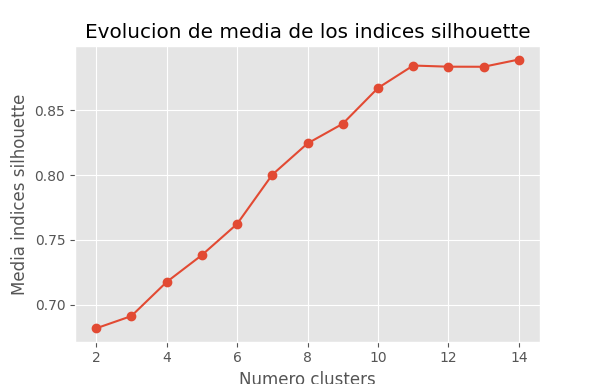 Evolucion de media de los indices silhouette
Media indices silhouette
0.85
0.80
0.75
0.70
2 4 6 8 10 12 14
Numero clusters